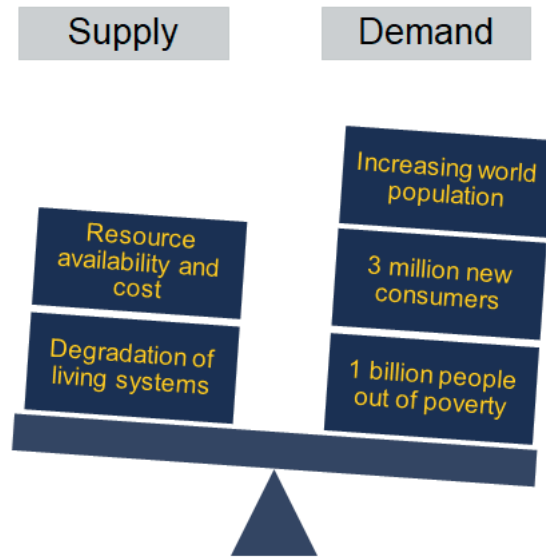 Supply
Demand
Resource
availability and
cost
Degradation of
living systems
Increasing world
population
3 million new
consumers
1 billion people
out of poverty